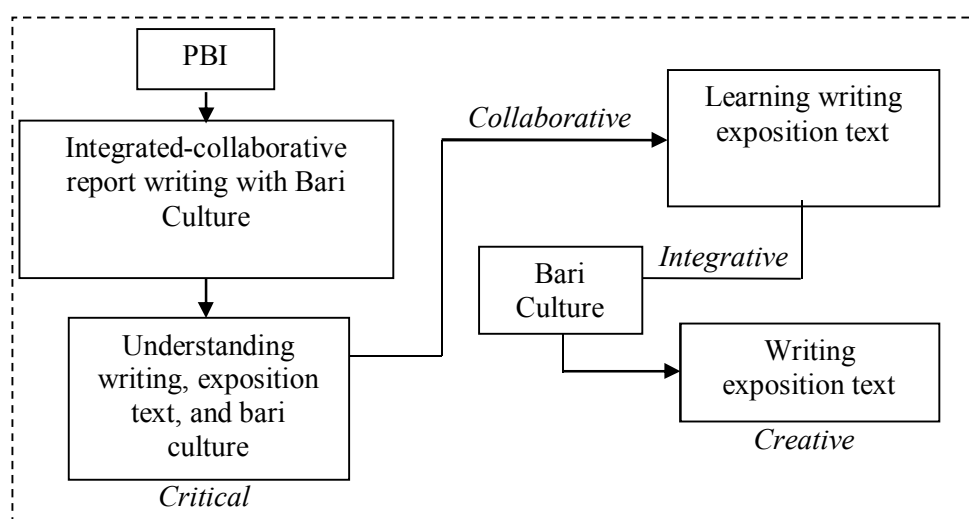 PBI
Integrated-collaborative
report writing with Bari
Culture
Understanding
writing, exposition
text, and bari
culture
Critical
Collaborative
Learning writing
exposition text
Integrative
Bari
Culture
Writing
exposition text
Creative